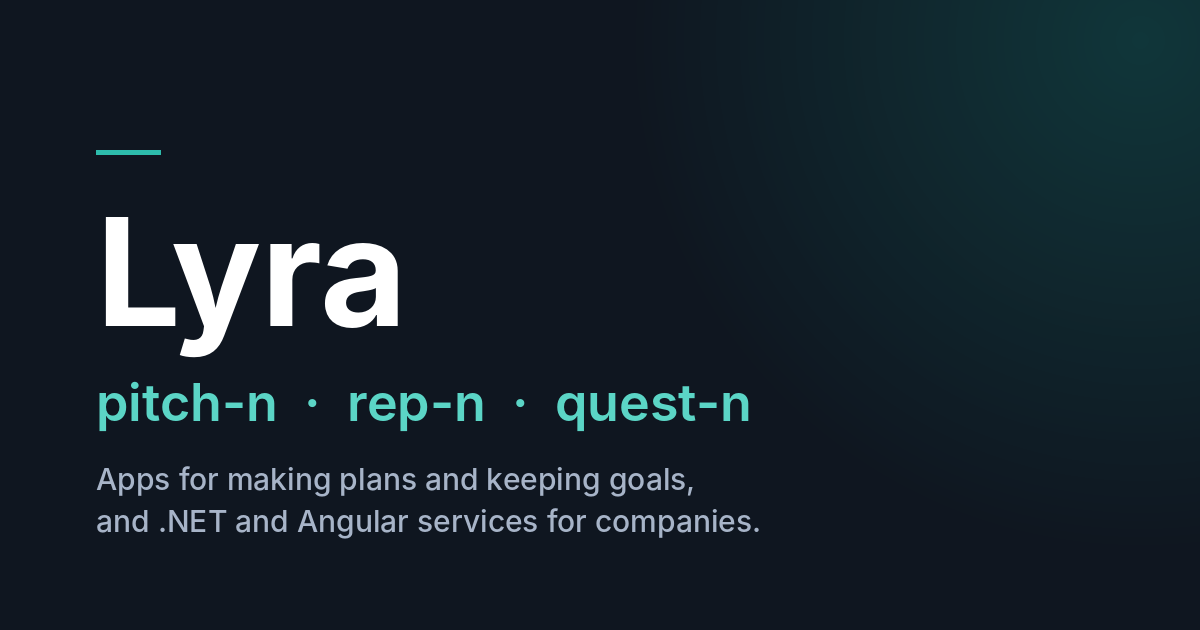 Lyra
pitch-n · rep-n · quest-n
Apps for making plans and keeping goals,
and .NET and Angular services for companies.